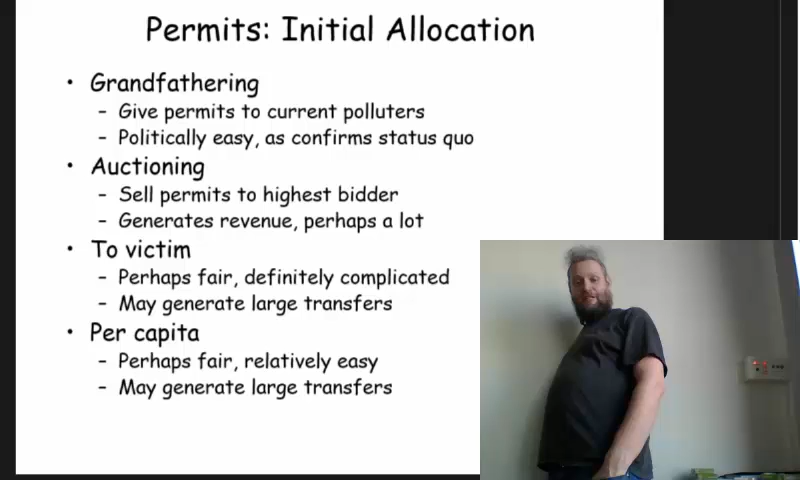 Permits: Initial Allocation
• Grandfathering
– Give permits to current polluters
– Politically easy, as confirms status quo
• Auctioning
– Sell permits to highest bidder
– Generates revenue, perhaps a lot
• To victim
– Perhaps fair, definitely complicated
– May generate large transfers
• Per capita
– Perhaps fair, relatively easy
– May generate large transfers